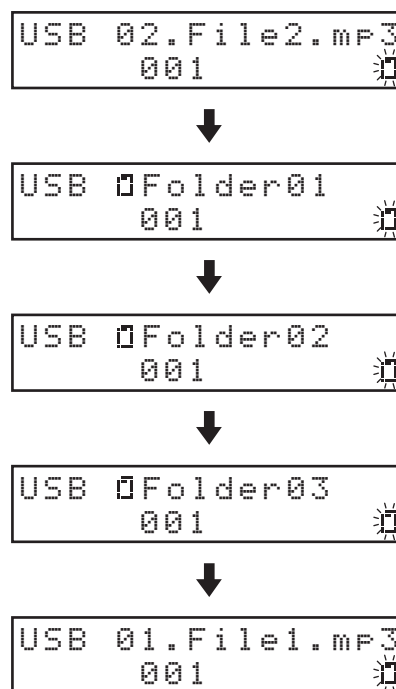 USB 02.File2.mp3
001
USB Folder01
001
USB Folder02
001
USB Folder03
001
USB 01.File1.mp3
001